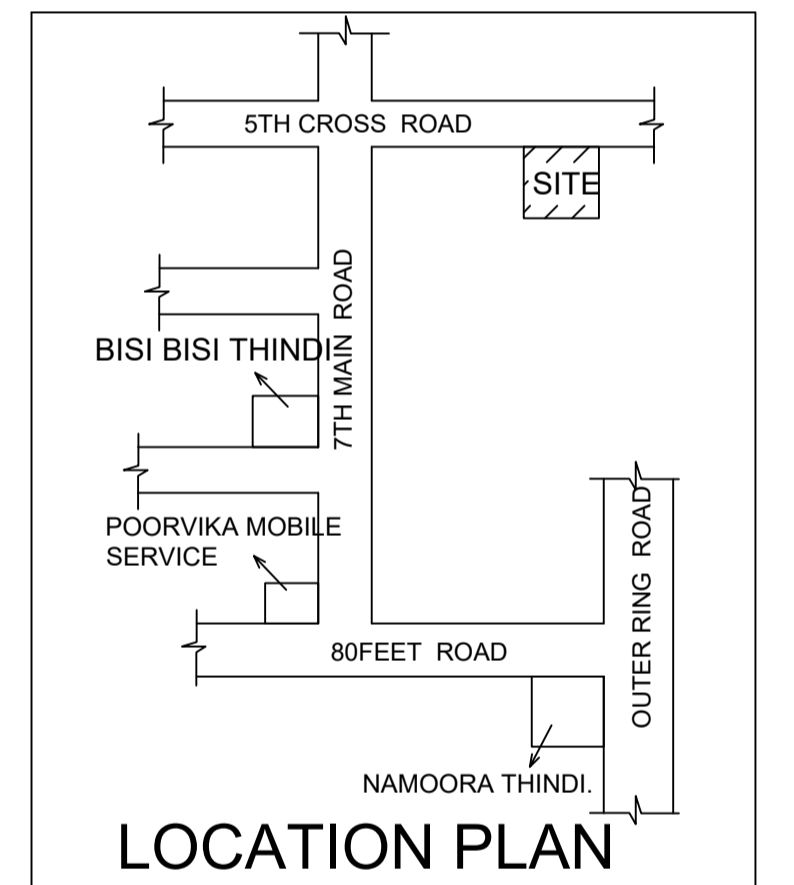 5TH CROSS ROAD
SITE
7TH MAIN ROAD
BISI BISI THINDI
POORVIKA MOBILE
SERVICE
OUTER RING ROAD
80FEET ROAD
NAMOORA THINDI.
LOCATION PLAN